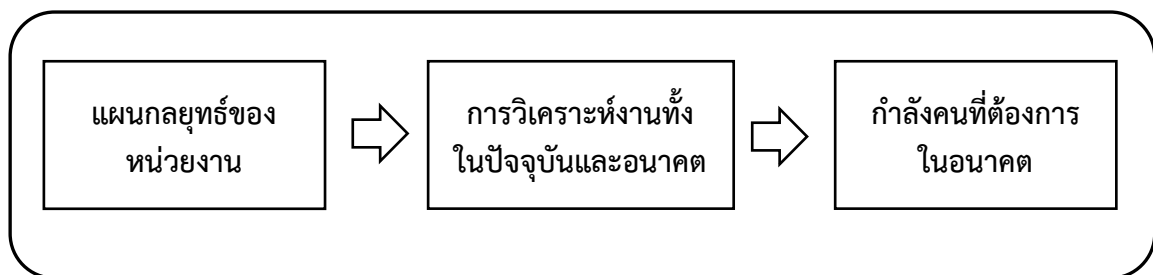 แผนกลยุทธ์ของ
หน่วยงาน
การวิเคราะห์งานทั้ง
ในปัจจุบันและอนาคต
กำลังคนที่ต้องการ
ในอนาคต